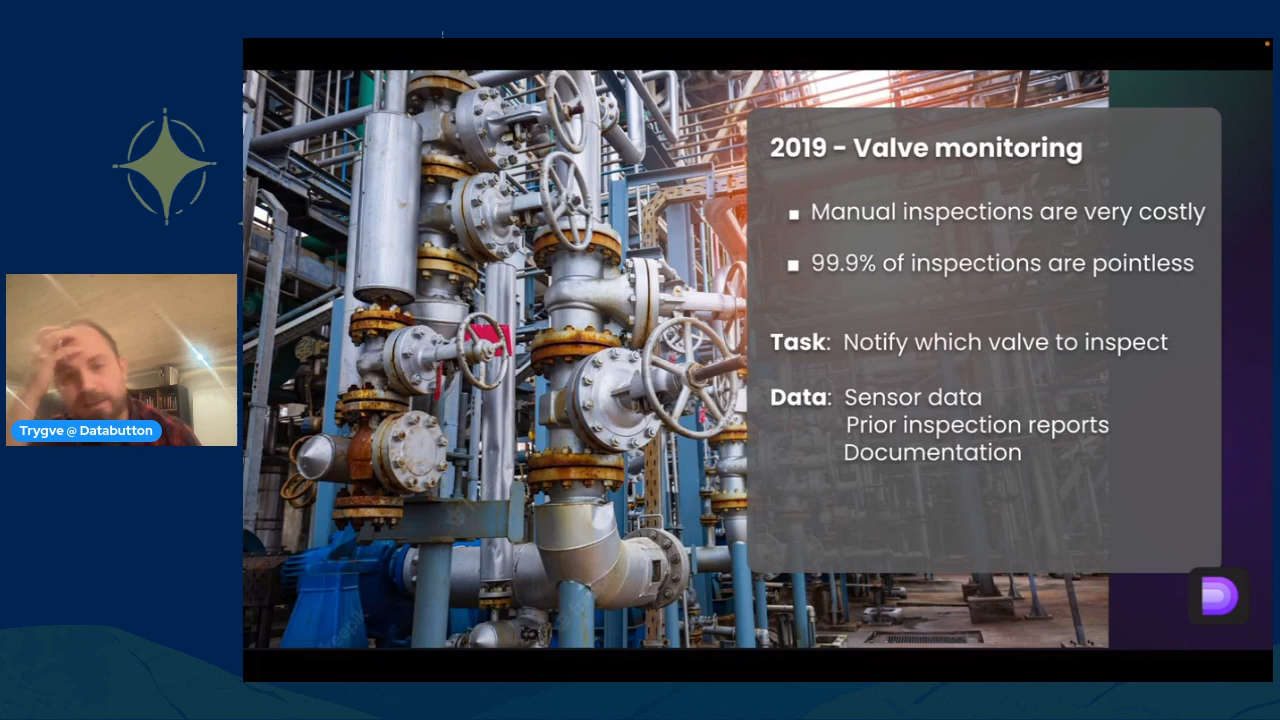 2019 - Valve monitoring
▪ Manual inspections are very costly
▪ 99.9% of inspections are pointless
Task: Notify which valve to inspect
Data: Sensor data
Prior inspection reports
Documentation
Trygve @ Databutton